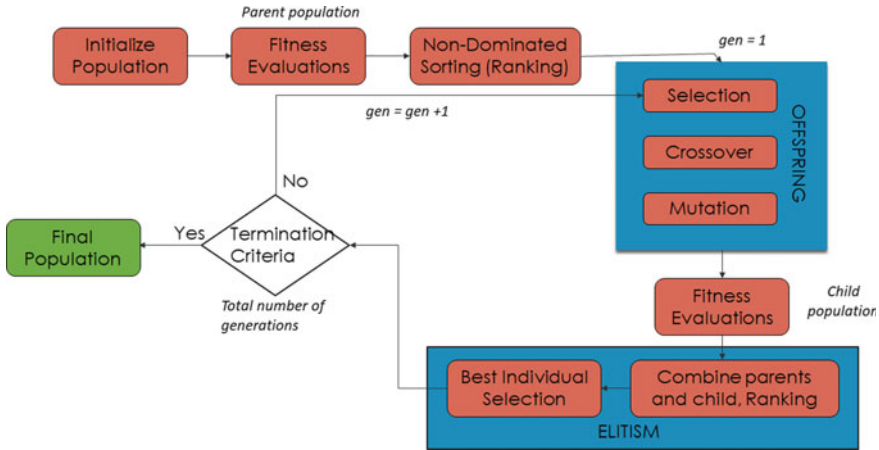 Parent population
Initialize
Population
Fitness
Evaluations
Non-Dominated
Sorting (Ranking)
gen = 1
Selection
Crossover
Mutation
OFFSPRING
gen = gen +1
No
Yes
Termination
Criteria
Total number of
generations
Final
Population
Fitness
Evaluations
Child
population
Best Individual
Selection
Combine parents
and child, Ranking
ELITISM